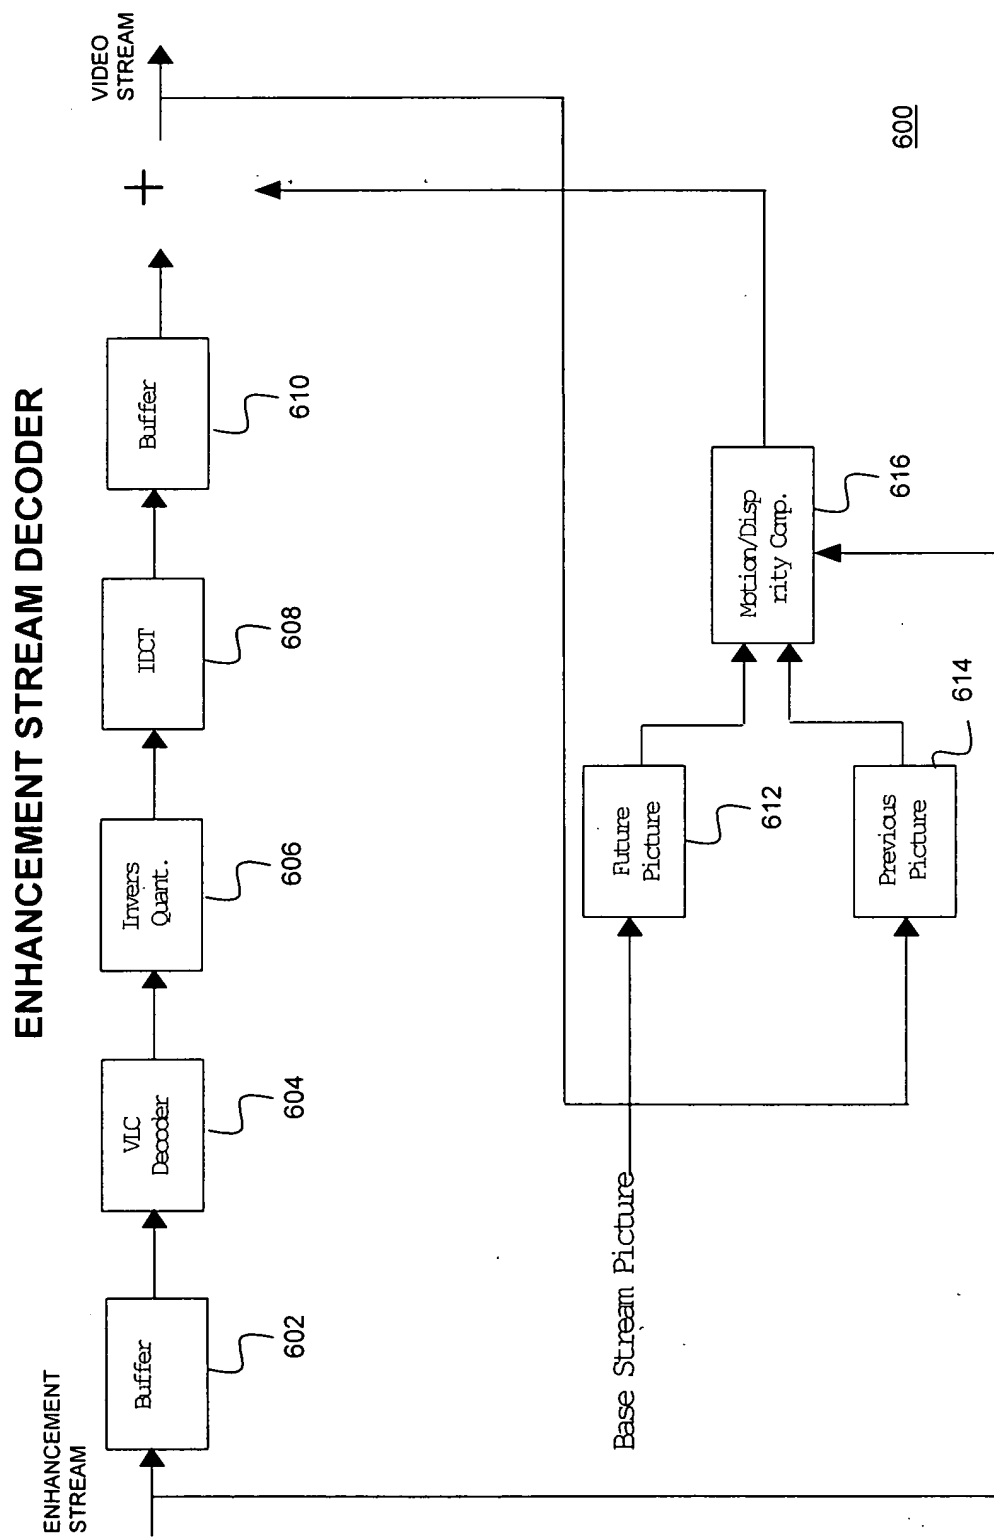 ENHANCEMENT STREAM DECODER
ENHANCEMENT
STREAM
Buffer
602
VLC
Decoder
604
Invers
Quant.
606
IDCT
608
Buffer
610
+
VIDEO
STREAM
Base Stream Picture
Future
Picture
612
Previous
Picture
614
Motion/Disp
rity Comp.
616
600